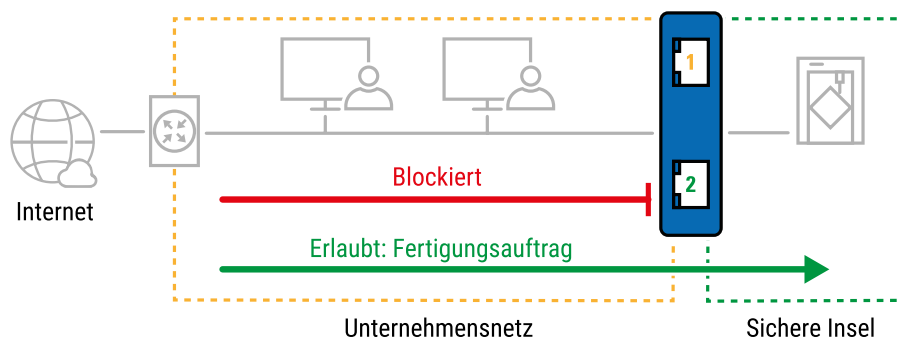 1
Blockiert
2
Internet
Erlaubt: Fertigungsauftrag
Unternehmensnetz
Sichere Insel